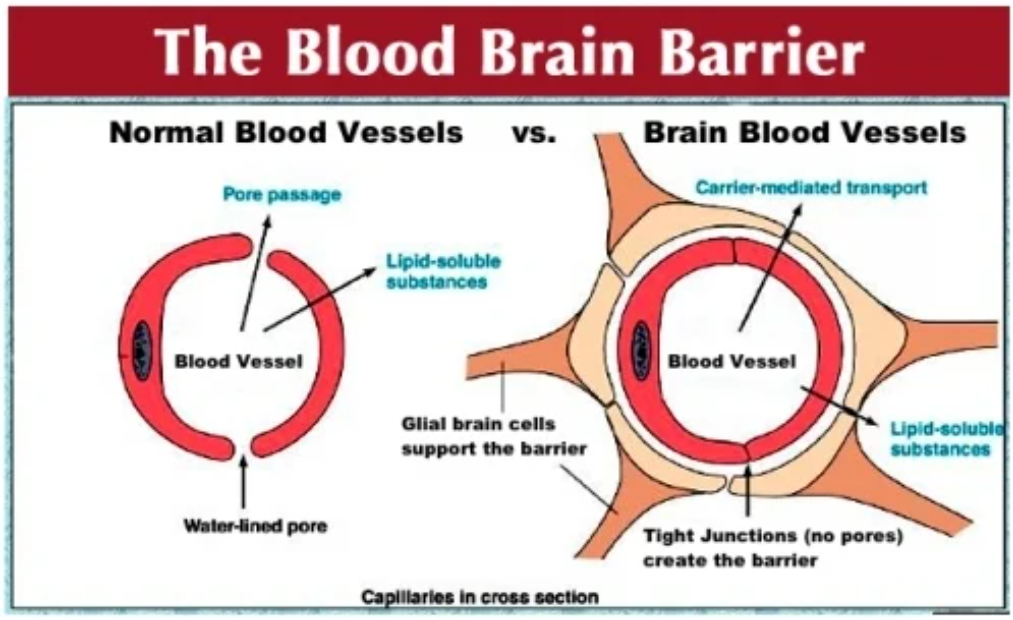 The Blood Brain Barrier
Normal Blood Vessels vs. Brain Blood Vessels
Pore passage
Lipid-soluble
substances
Blood Vessel
Water-lined pore
Carrier-mediated transport
Blood Vessel
Glial brain cells
support the barrier
Lipid-soluble
substances
Tight Junctions (no pores)
create the barrier
Capillaries in cross section